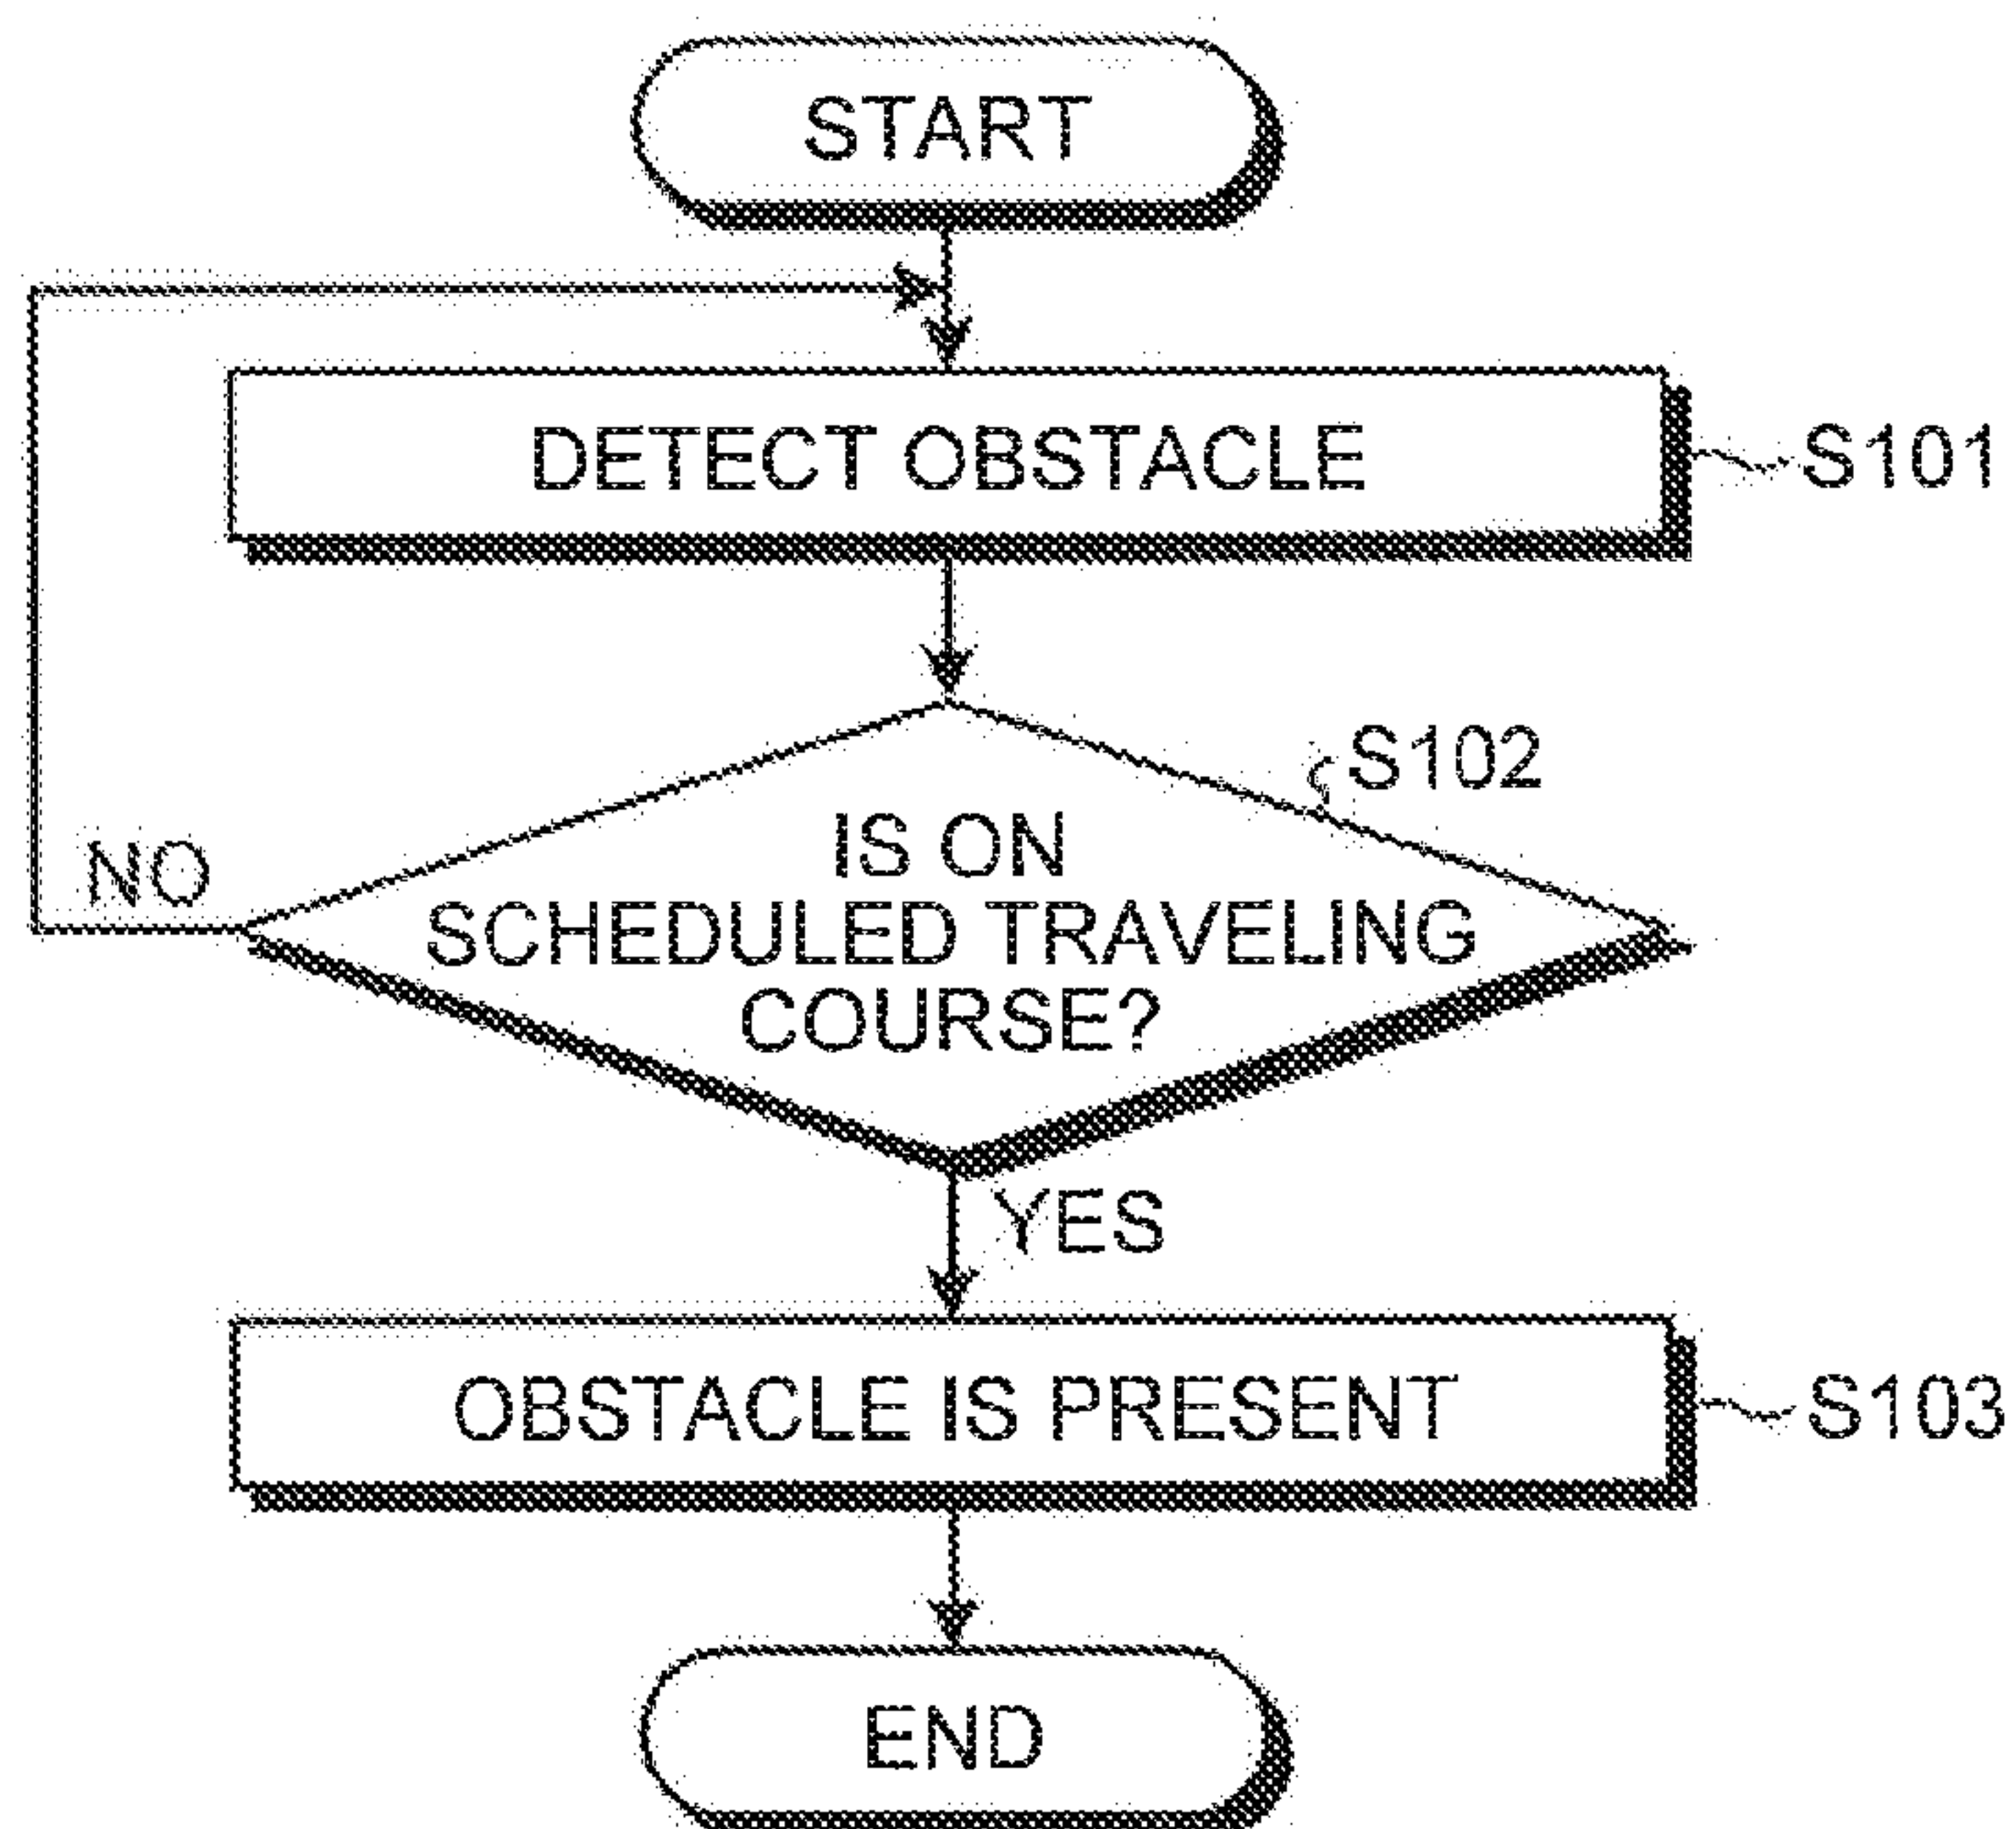 START
DETECT OBSTACLE
S101
S102
IS ON
SCHEDULED TRAVELING
COURSE?
NO
YES
OBSTACLE IS PRESENT
S103
END